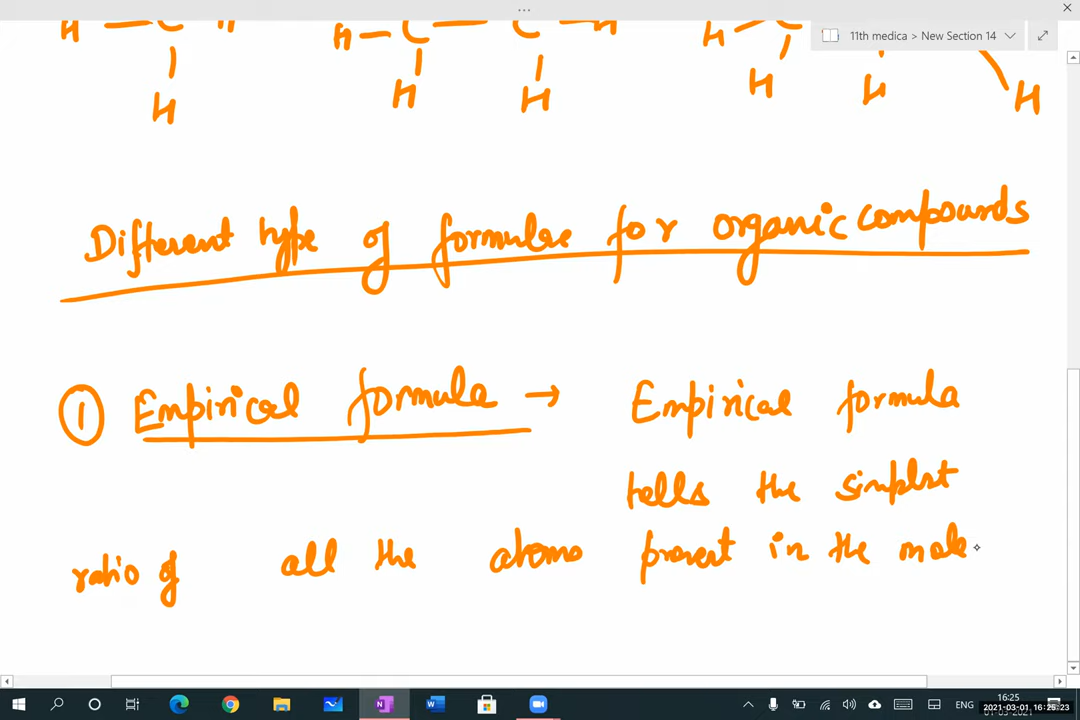 11th medica > New Section 14
H — C H H — C — C — H H — C
H H H H H H
Different type of formulae for organic compounds
① Empirical formula → Empirical formula
tells the simplest
ratio of all the atoms present in the mole
ENG
16:25
2021-03-01 16:25:23